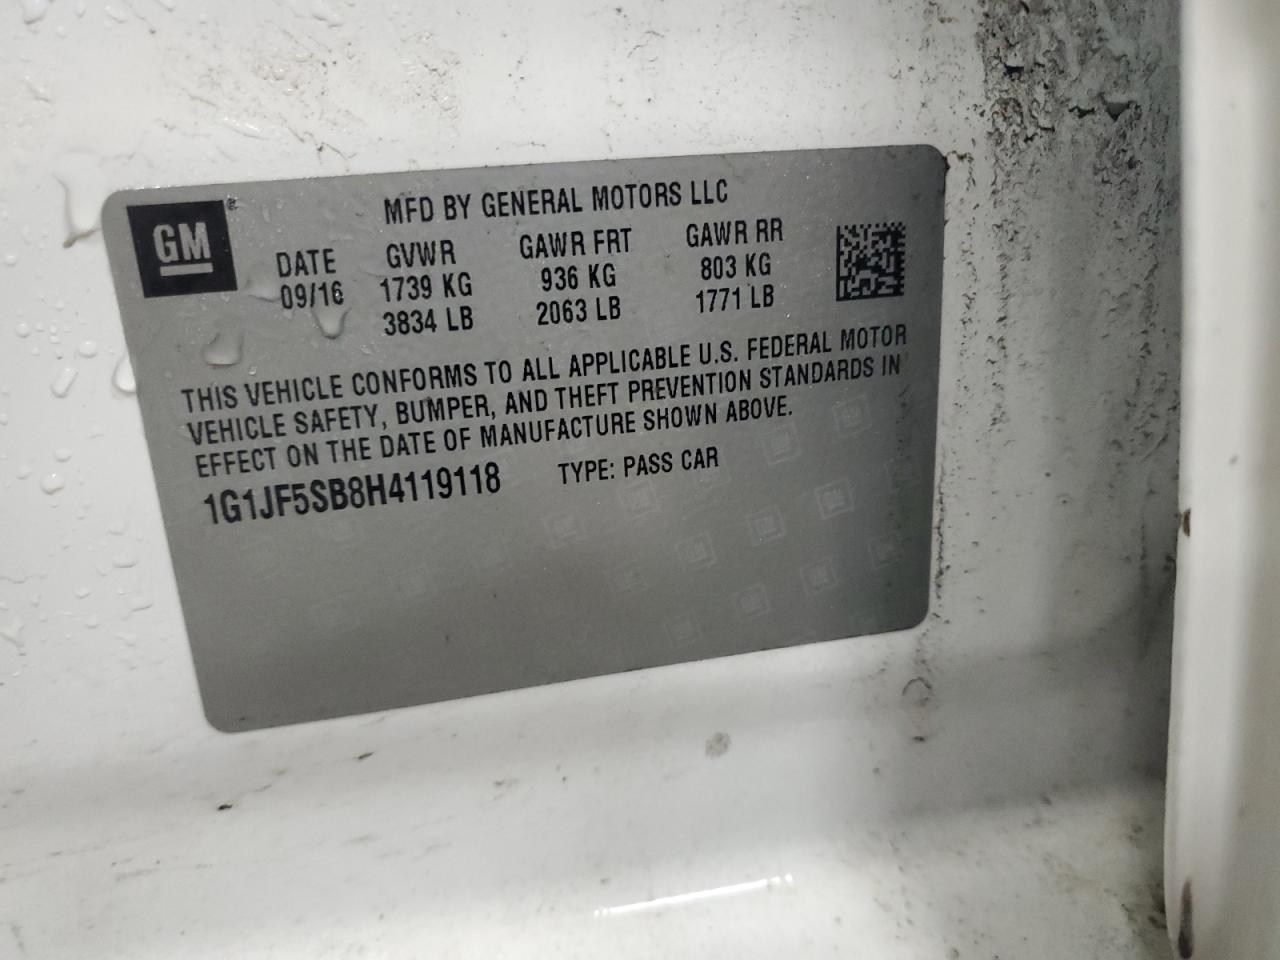 GM
MFD BY GENERAL MOTORS LLC
DATE GVWR GAWR FRT GAWR RR
09/16 1739 KG 936 KG 803 KG
3834 LB 2063 LB 1771 LB
THIS VEHICLE CONFORMS TO ALL APPLICABLE U.S. FEDERAL MOTOR
VEHICLE SAFETY, BUMPER, AND THEFT PREVENTION STANDARDS IN
EFFECT ON THE DATE OF MANUFACTURE SHOWN ABOVE.
1G1JF5SB8H4119118 TYPE: PASS CAR